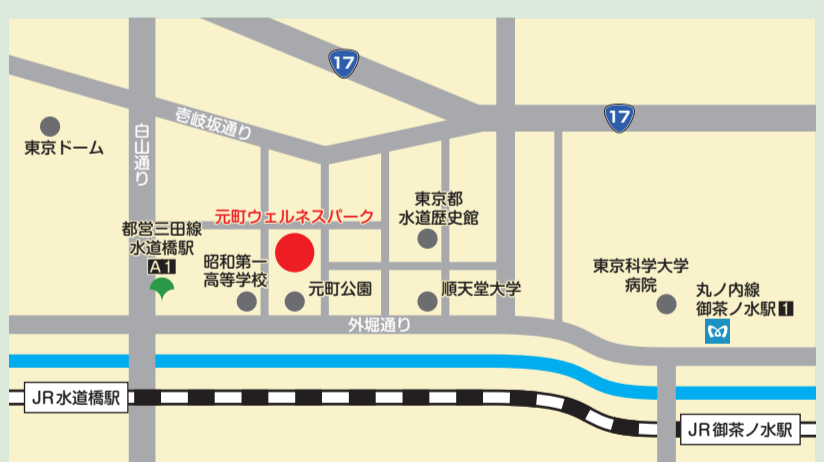 17
17
壱岐坂通り
白山通り
東京ドーム
元町ウェルネスパーク
東京都
水道歴史館
都営三田線
水道橋駅
A1
昭和第一
高等学校
元町公園
順天堂大学
東京科学大学
病院
丸ノ内線
御茶ノ水駅1
外堀通り
JR水道橋駅
JR御茶ノ水駅